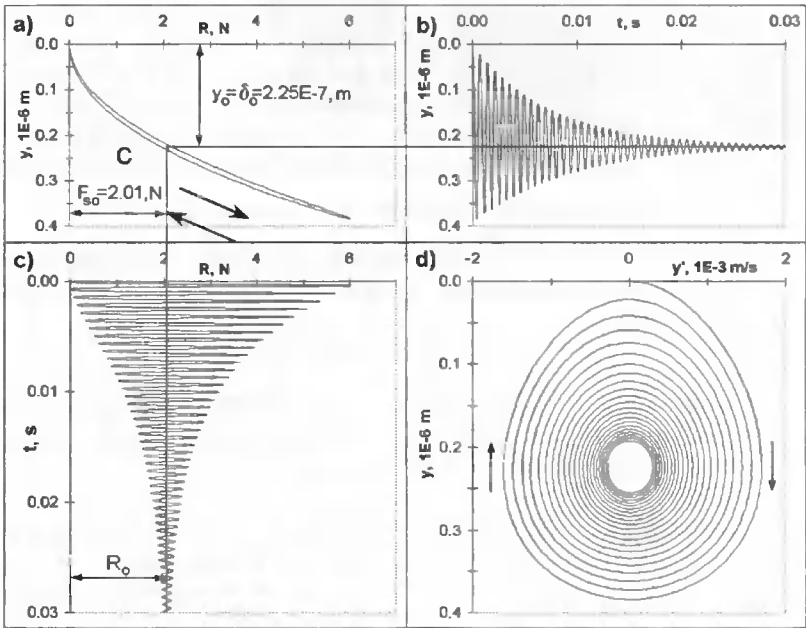 a)
0 2 4 6 8
R, N
0.0
0.1
0.2
0.3
0.4
y, 1E-6 m
y₀=δ₀=2.25E-7, m
C
F_so=2.01, N
b)
0.00 0.01 0.02 0.03
t, s
0.0
0.1
0.2
0.3
0.4
y, 1E-6 m
c)
0 2 4 6 8
R, N
0.00
0.01
0.02
0.03
t, s
R₀
d)
-2 0 2
y', 1E-3 m/s
0.0
0.1
0.2
0.3
0.4
y, 1E-6 m